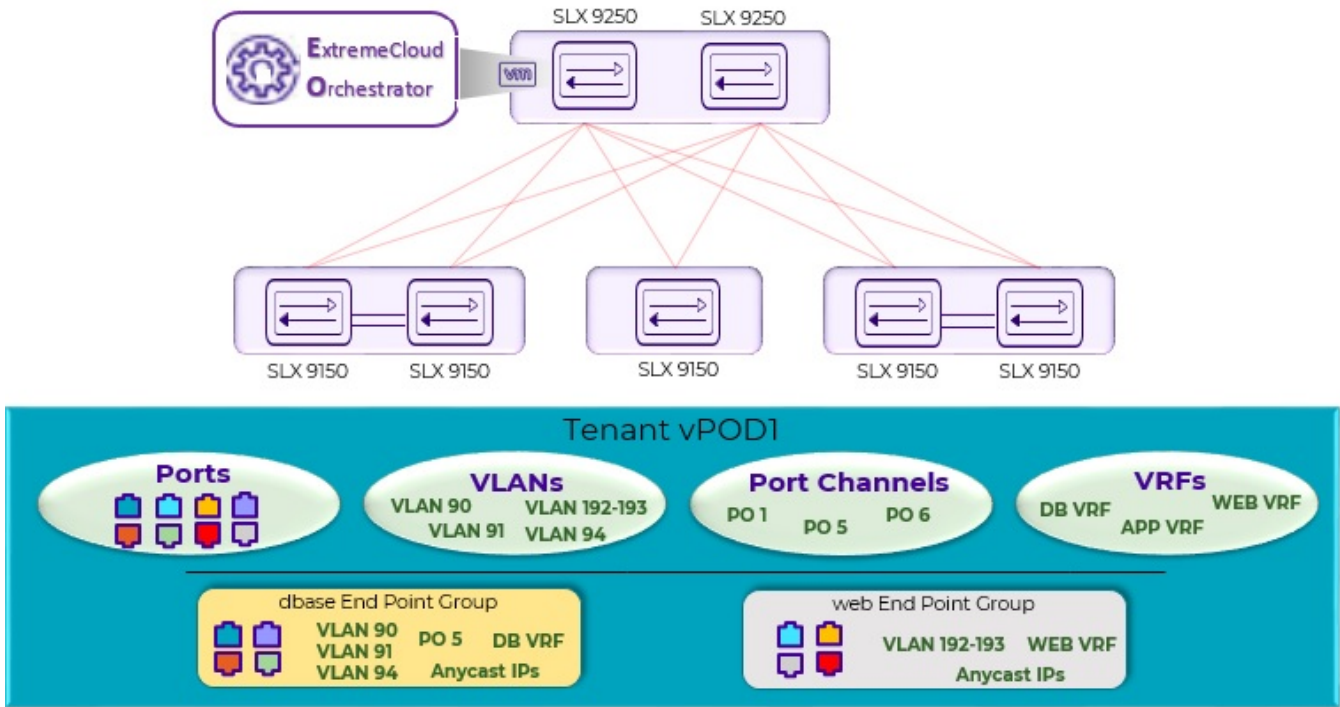 SLX 9250 SLX 9250
ExtremeCloud
Orchestrator
vm
SLX 9150 SLX 9150 SLX 9150 SLX 9150 SLX 9150
Tenant vPOD1
Ports
VLANs
VLAN 90 VLAN 192-193
VLAN 91 VLAN 94
Port Channels
PO 1 PO 5 PO 6
VRFs
DB VRF APP VRF WEB VRF
dbase End Point Group
VLAN 90
VLAN 91
VLAN 94
PO 5 DB VRF
Anycast IPs
web End Point Group
VLAN 192-193 WEB VRF
Anycast IPs